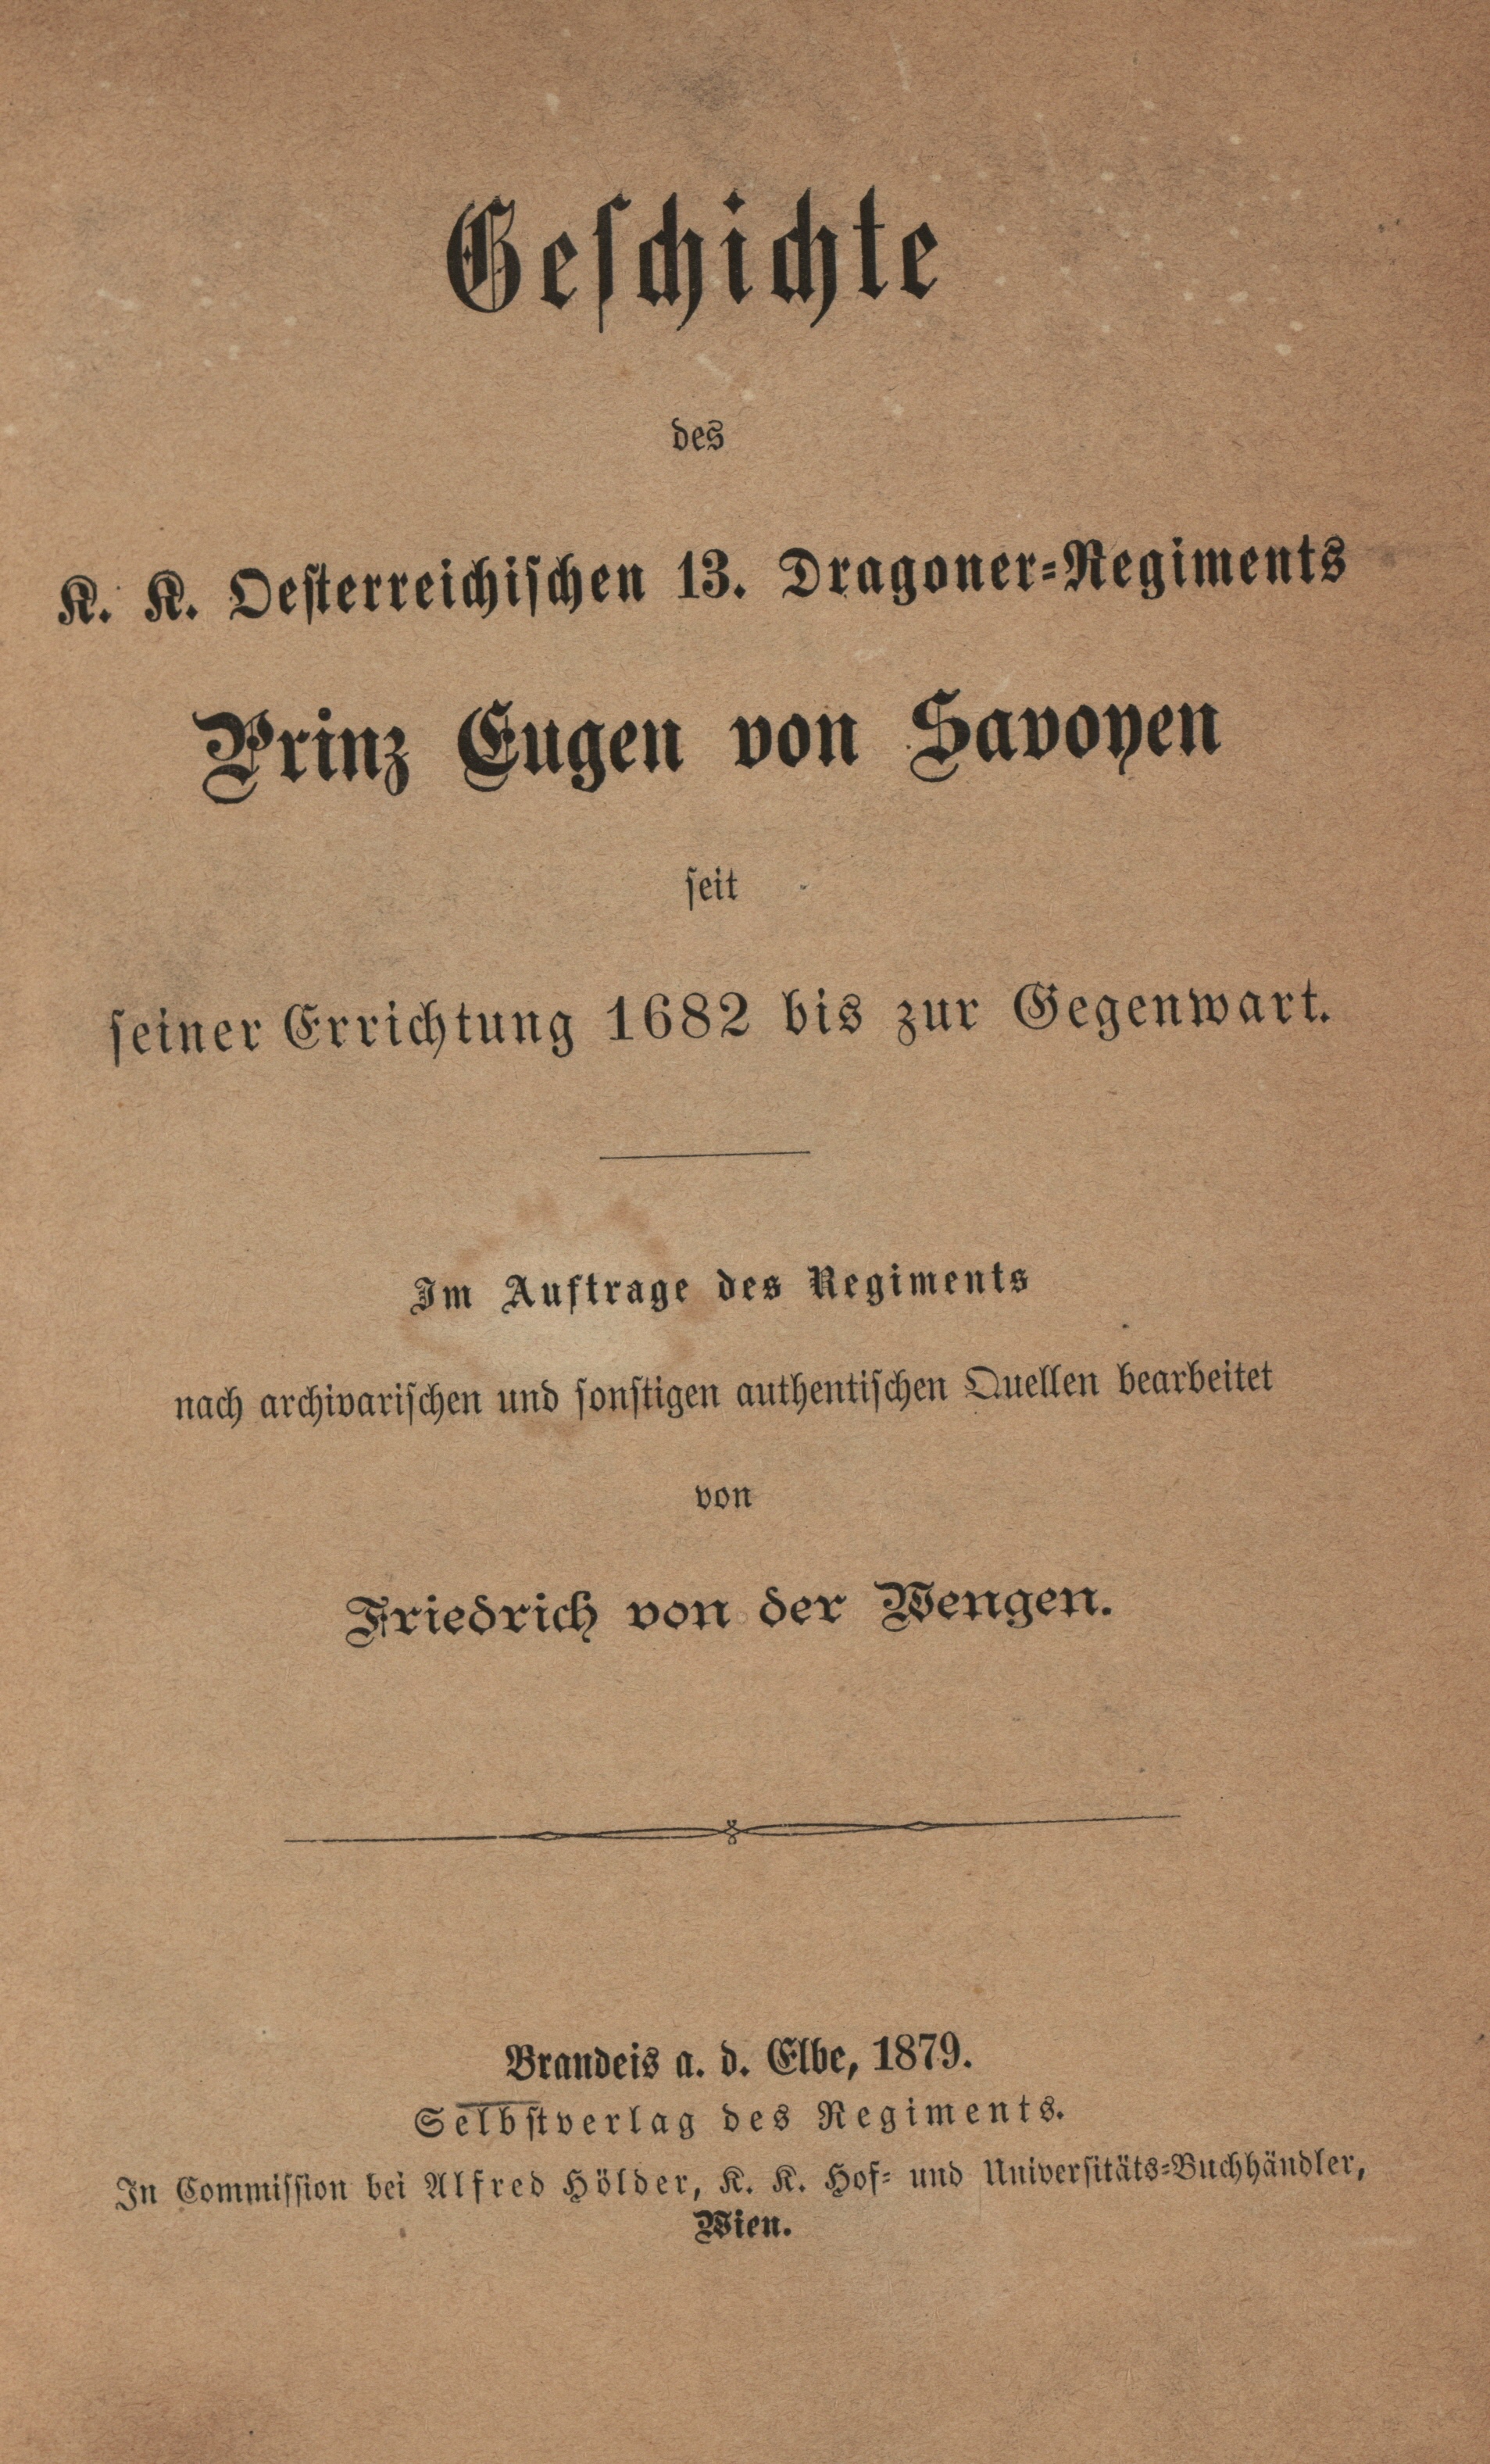 Geſchichte
des
K. K. Oeſterreichiſchen 13. Dragoner-Regiments
Prinz Eugen von Savoyen
ſeit
ſeiner Errichtung 1682 bis zur Gegenwart.
Im Auftrage des Regiments
nach archivariſchen und ſonſtigen authentiſchen Quellen bearbeitet
von
Friedrich von der Wengen.
Brandeis a. d. Elbe, 1879.
Selbſtverlag des Regiments.
In Commiſſion bei Alfred Hölder, K. K. Hof- und Univerſitäts-Buchhändler,
Wien.